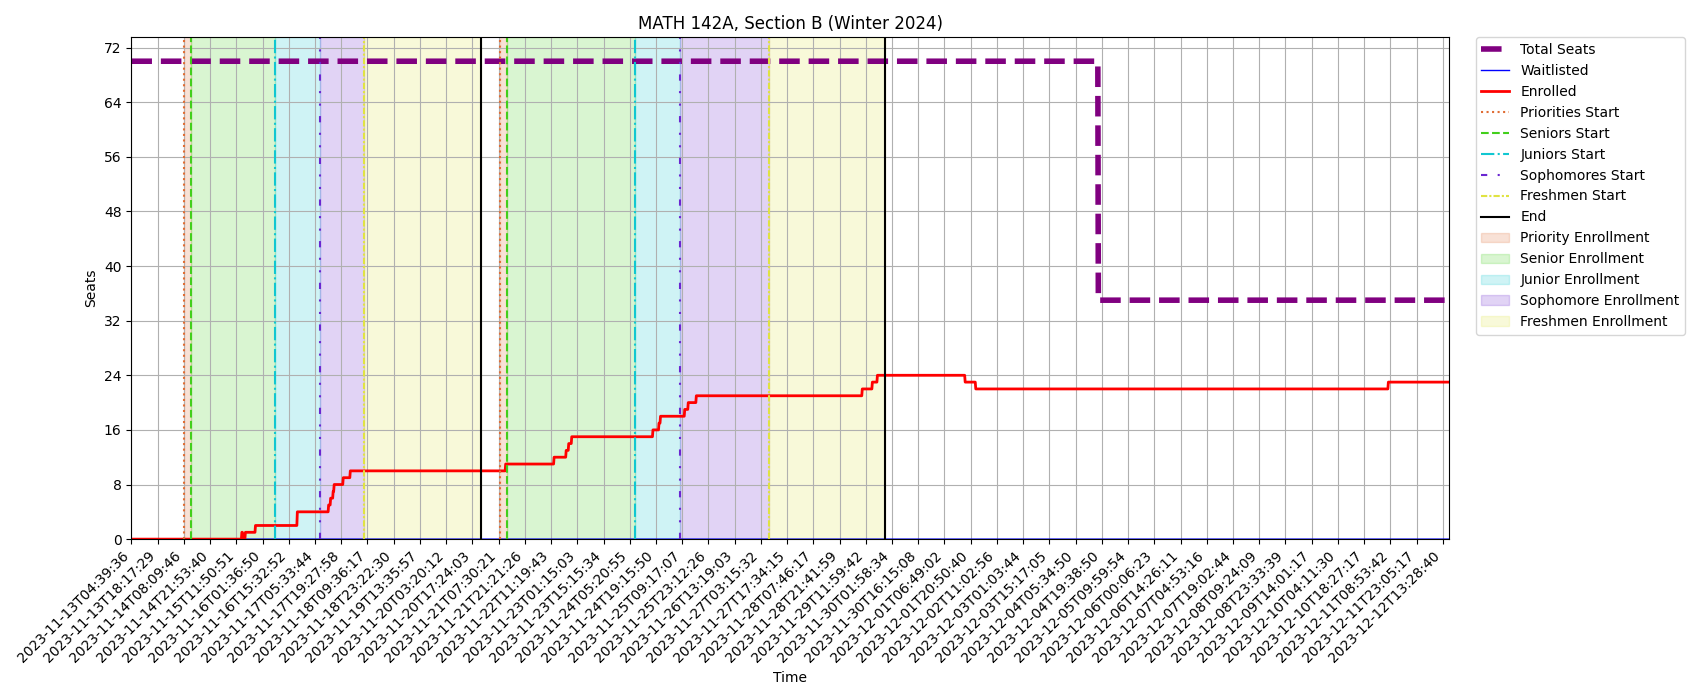 MATH 142A, Section B (Winter 2024)
72
64
56
48
40
32
24
16
8
0
Seats
2023-11-13T04:39:36
2023-11-13T18:17:29
2023-11-14T08:09:46
2023-11-14T21:53:40
2023-11-15T11:50:51
2023-11-16T01:36:50
2023-11-16T15:32:52
2023-11-17T05:33:44
2023-11-17T19:27:58
2023-11-18T09:36:17
2023-11-18T23:22:30
2023-11-19T13:35:57
2023-11-20T03:20:12
2023-11-20T17:24:03
2023-11-21T07:30:21
2023-11-21T21:21:26
2023-11-22T11:19:43
2023-11-23T01:15:03
2023-11-23T15:15:34
2023-11-24T05:20:55
2023-11-24T19:15:50
2023-11-25T09:17:07
2023-11-25T23:12:26
2023-11-26T13:19:03
2023-11-27T03:15:32
2023-11-27T17:34:15
2023-11-28T07:46:17
2023-11-28T21:41:59
2023-11-29T11:59:42
2023-11-30T01:58:34
2023-11-30T16:15:08
2023-12-01T06:49:02
2023-12-01T20:50:40
2023-12-02T11:02:56
2023-12-03T01:03:44
2023-12-03T15:17:05
2023-12-04T05:34:50
2023-12-04T19:38:50
2023-12-05T09:59:54
2023-12-06T00:06:23
2023-12-06T14:26:11
2023-12-07T04:53:16
2023-12-07T19:02:44
2023-12-08T09:24:09
2023-12-08T23:33:39
2023-12-09T14:01:17
2023-12-10T04:11:30
2023-12-10T18:27:17
2023-12-11T08:53:42
2023-12-11T23:05:17
2023-12-12T13:28:40
Time
Total Seats
Waitlisted
Enrolled
Priorities Start
Seniors Start
Juniors Start
Sophomores Start
Freshmen Start
End
Priority Enrollment
Senior Enrollment
Junior Enrollment
Sophomore Enrollment
Freshmen Enrollment